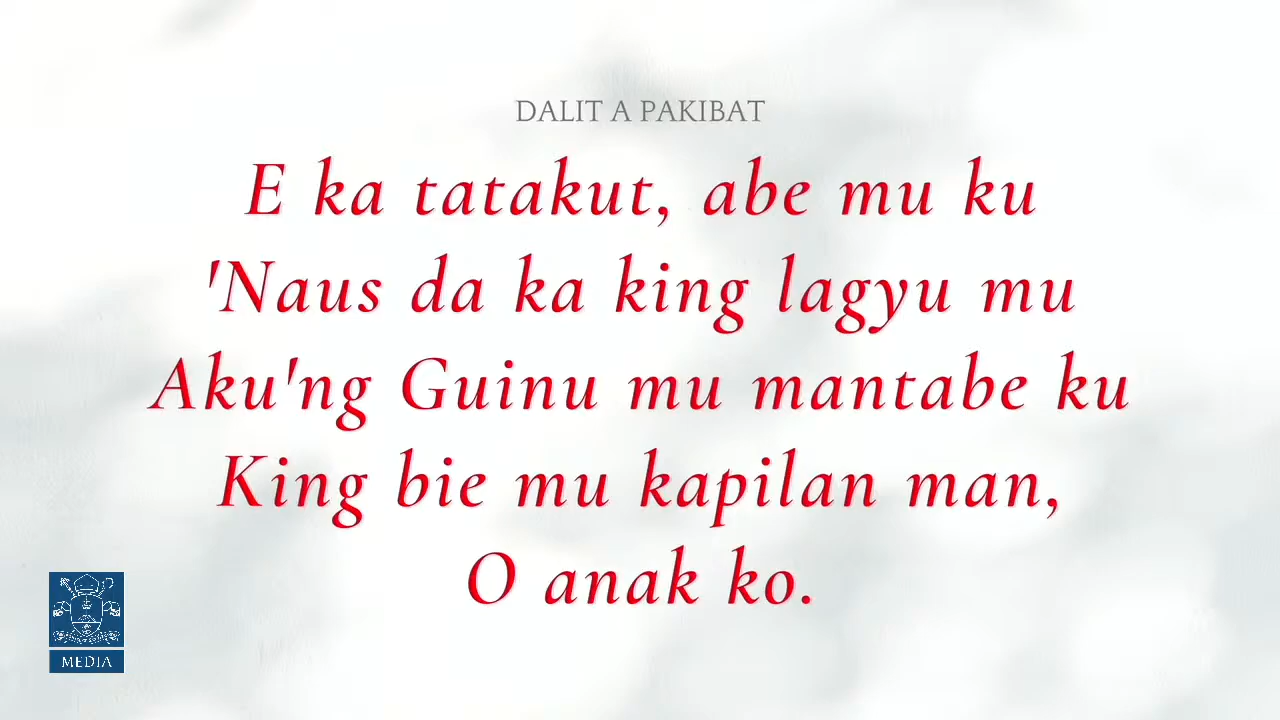 DALIT A PAKIBAT
E ka tatakut, abe mu ku
'Naus da ka king lagyu mu
Aku'ng Guinu mu mantabe ku
King bie mu kapilan man,
O anak ko.
MEDIA